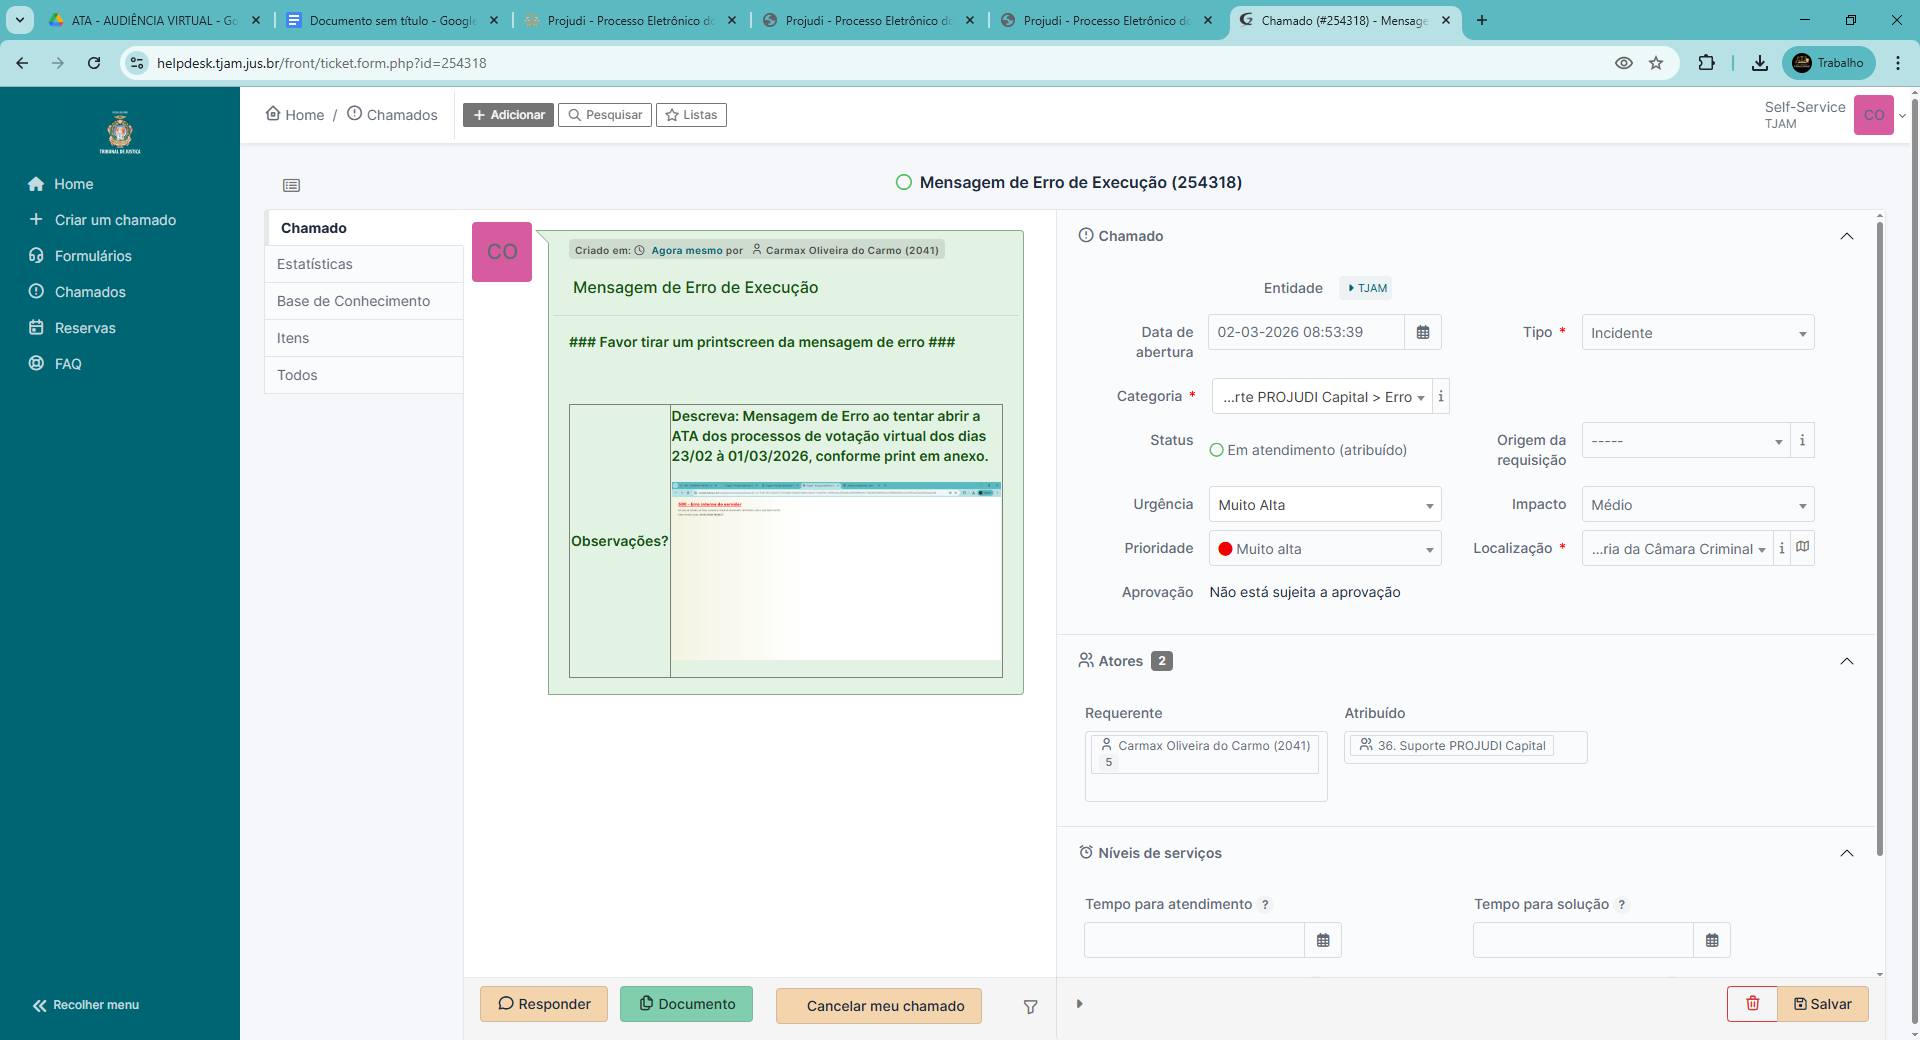 ATA - AUDIÊNCIA VIRTUAL - Go
Documento sem título - Google
Projudi - Processo Eletrônico do
Projudi - Processo Eletrônico de
Projudi - Processo Eletrônico do
Chamado (#254318) - Mensage
helpdesk.tjam.jus.br/front/ticket.form.php?id=254318
Trabalho
TRIBUNAL DE JUSTIÇA
Home
Criar um chamado
Formulários
Chamados
Reservas
FAQ
Recolher menu
Home / Chamados
Adicionar
Pesquisar
Listas
Self-Service
TJAM
CO
Mensagem de Erro de Execução (254318)
Chamado
Estatísticas
Base de Conhecimento
Itens
Todos
CO
Criado em: Agora mesmo por Carmax Oliveira do Carmo (2041)
Mensagem de Erro de Execução
### Favor tirar um printscreen da mensagem de erro ###
Observações?
Descreva: Mensagem de Erro ao tentar abrir a
ATA dos processos de votação virtual dos dias
23/02 à 01/03/2026, conforme print em anexo.
500 - Erro interno do servidor
Chamado
Entidade
TJAM
Data de
abertura
02-03-2026 08:53:39
Tipo *
Incidente
Categoria *
...rte PROJUDI Capital > Erro
i
Status
Em atendimento (atribuído)
Origem da
requisição
-----
i
Urgência
Muito Alta
Impacto
Médio
Prioridade
Muito alta
Localização *
...ria da Câmara Criminal
i
Aprovação
Não está sujeita a aprovação
Atores 2
Requerente
Carmax Oliveira do Carmo (2041)
5
Atribuído
36. Suporte PROJUDI Capital
Níveis de serviços
Tempo para atendimento ?
Tempo para solução ?
Responder
Documento
Cancelar meu chamado
Salvar